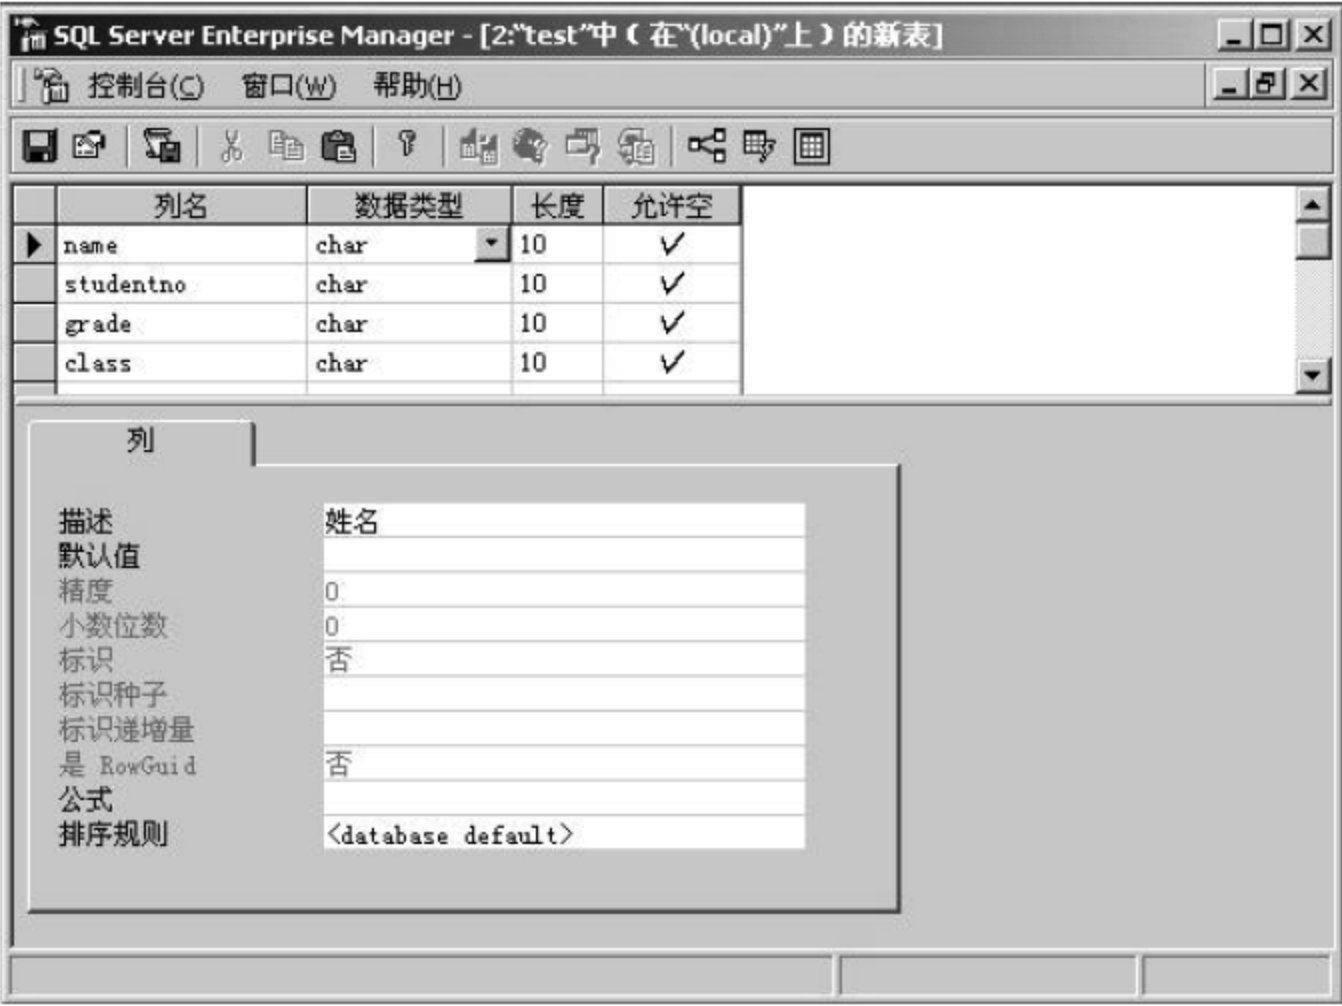 SQL Server Enterprise Manager - [2:“test”中（在“(local)”上）的新表]
控制台(C) 窗口(W) 帮助(H)
列名 数据类型 长度 允许空
name char 10
studentno char 10
grade char 10
class char 10
列
描述 姓名
默认值
精度 0
小数位数 0
标识 否
标识种子
标识递增量
是 RowGuid 否
公式
排序规则 <database default>